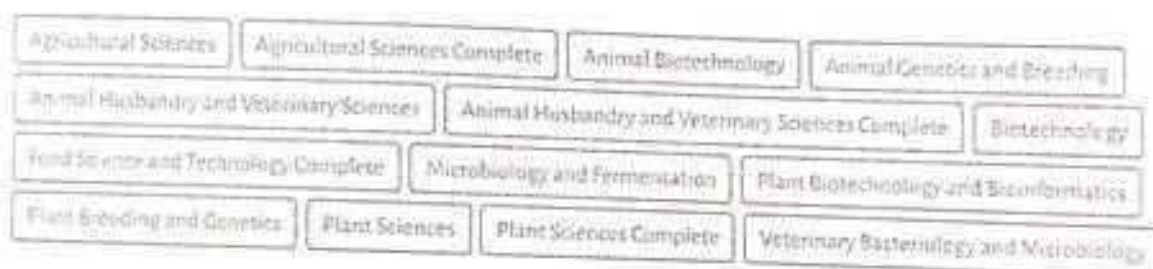 Agricultural Sciences Agricultural Sciences Complete Animal Biotechnology Animal Genetics and Breeding
Animal Husbandry and Veterinary Sciences Animal Husbandry and Veterinary Sciences Complete Biotechnology
Food Science and Technology Complete Microbiology and Fermentation Plant Biotechnology and Bioinformatics
Plant Breeding and Genetics Plant Sciences Plant Sciences Complete Veterinary Bacteriology and Microbiology